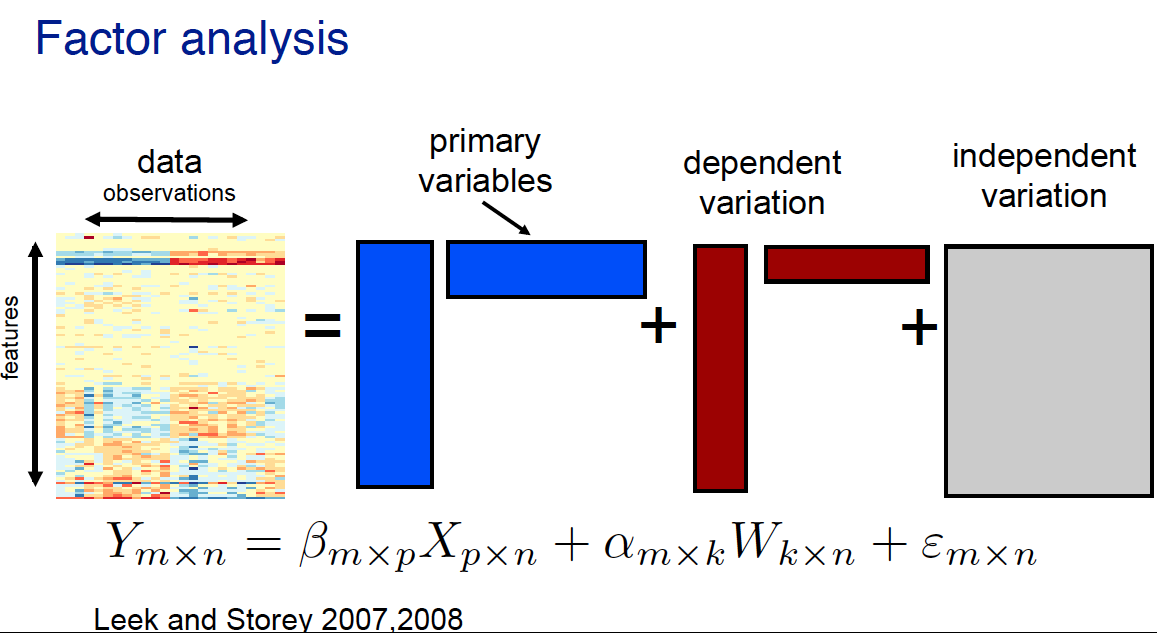 Factor analysis
data
observations
primary
variables
dependent
variation
independent
variation
features
=
+
+
Y_{m×n} = β_{m×p}X_{p×n} + α_{m×k}W_{k×n} + ε_{m×n}
Leek and Storey 2007,2008